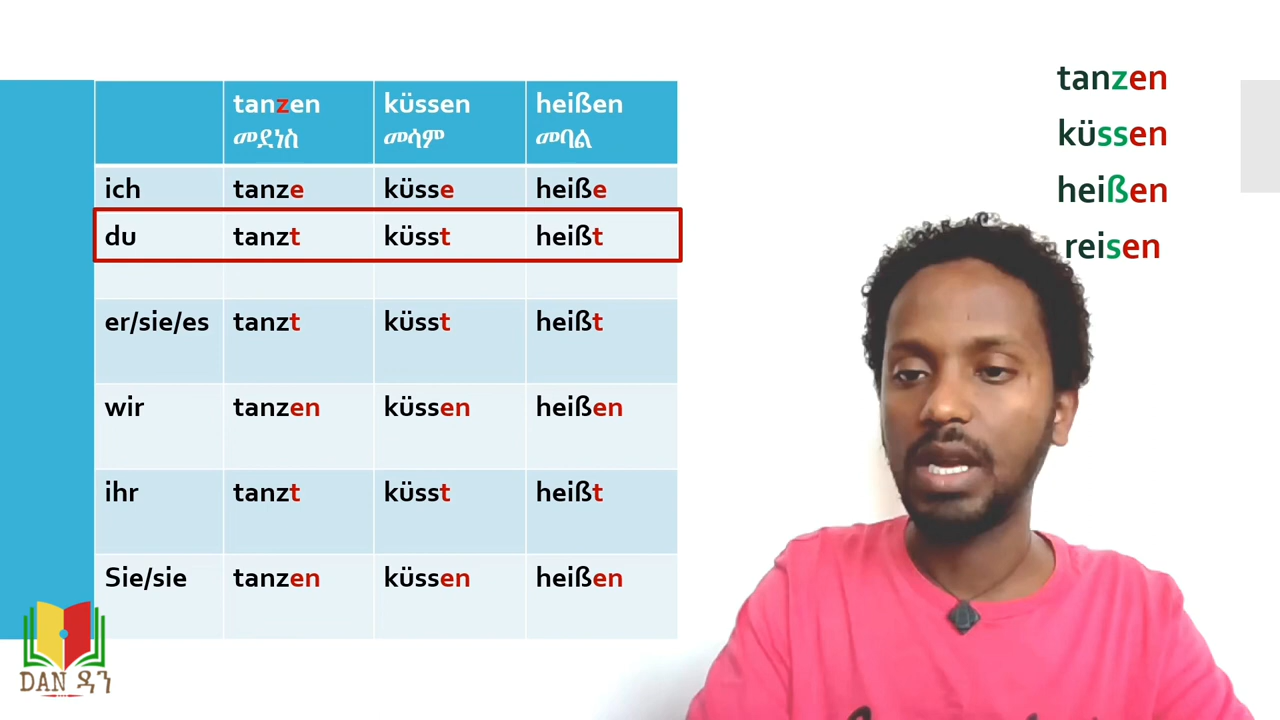 tanzen küssen heißen
መደነስ መሳም መባል
ich tanze küsse heiße
du tanzt küsst heißt
er/sie/es tanzt küsst heißt
wir tanzen küssen heißen
ihr tanzt küsst heißt
Sie/sie tanzen küssen heißen
tanzen
küssen
heißen
reisen
DAN ዳን